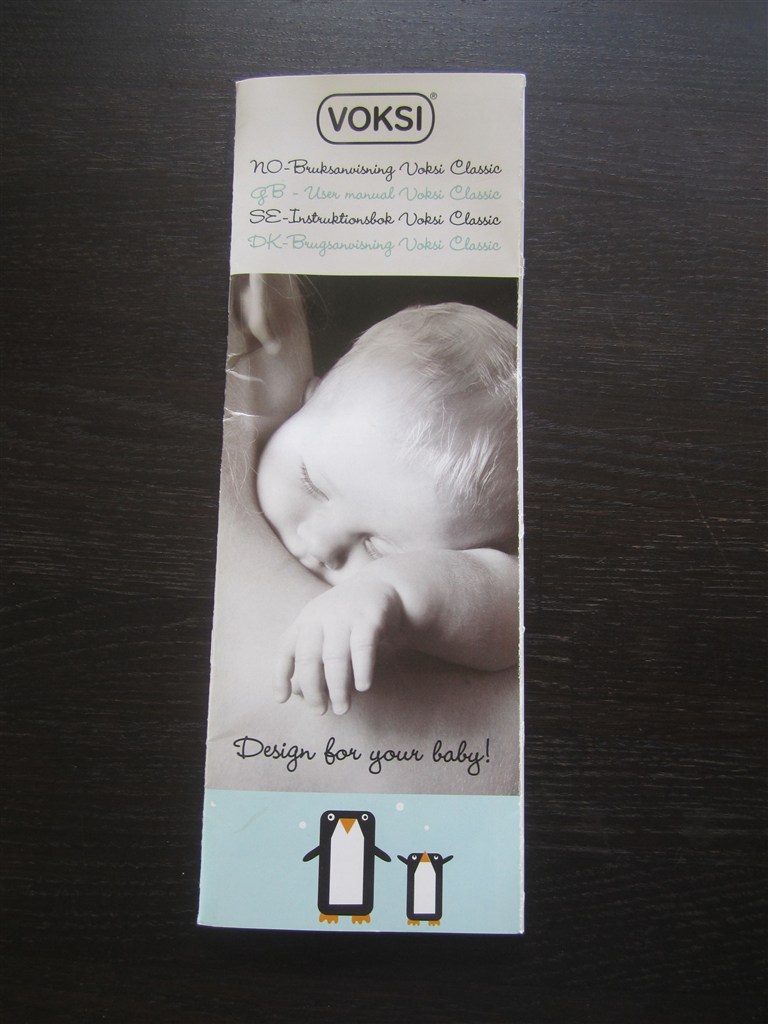 VOKSI®
NO-Bruksanvisning Voksi Classic
GB - User manual Voksi Classic
SE-Instruktionsbok Voksi Classic
DK-Brugsanvisning Voksi Classic
Design for your baby!